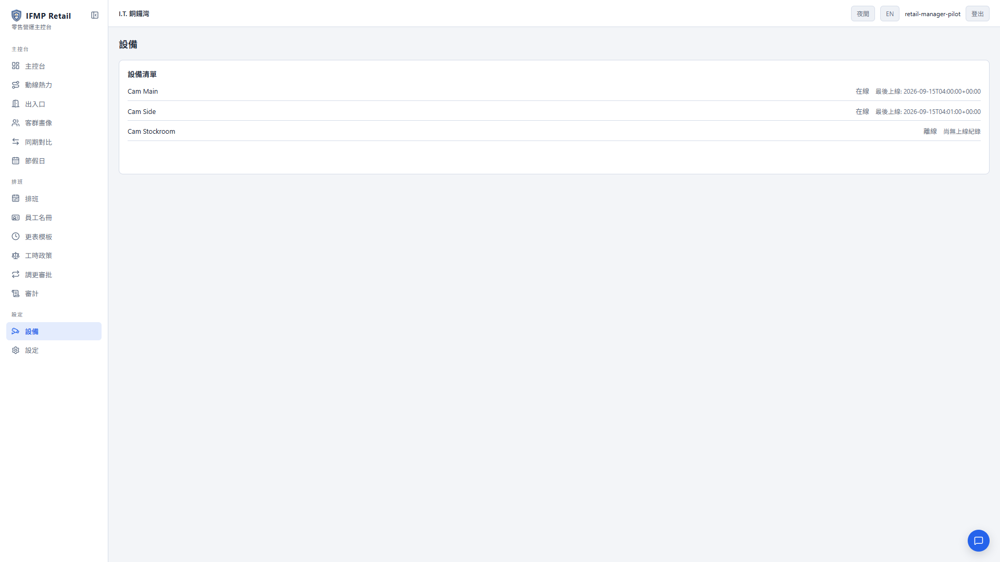 IFMP Retail
零售營運主控台
主控台
主控台
動線熱力
出入口
客群畫像
同期對比
節假日
排班
排班
員工名冊
更表模板
工時政策
調更審批
審計
設定
設備
設定
I.T. 銅鑼灣
夜間 EN retail-manager-pilot 登出
設備
設備清單
Cam Main 在線 最後上線: 2026-09-15T04:00:00+00:00
Cam Side 在線 最後上線: 2026-09-15T04:01:00+00:00
Cam Stockroom 離線 尚無上線紀錄